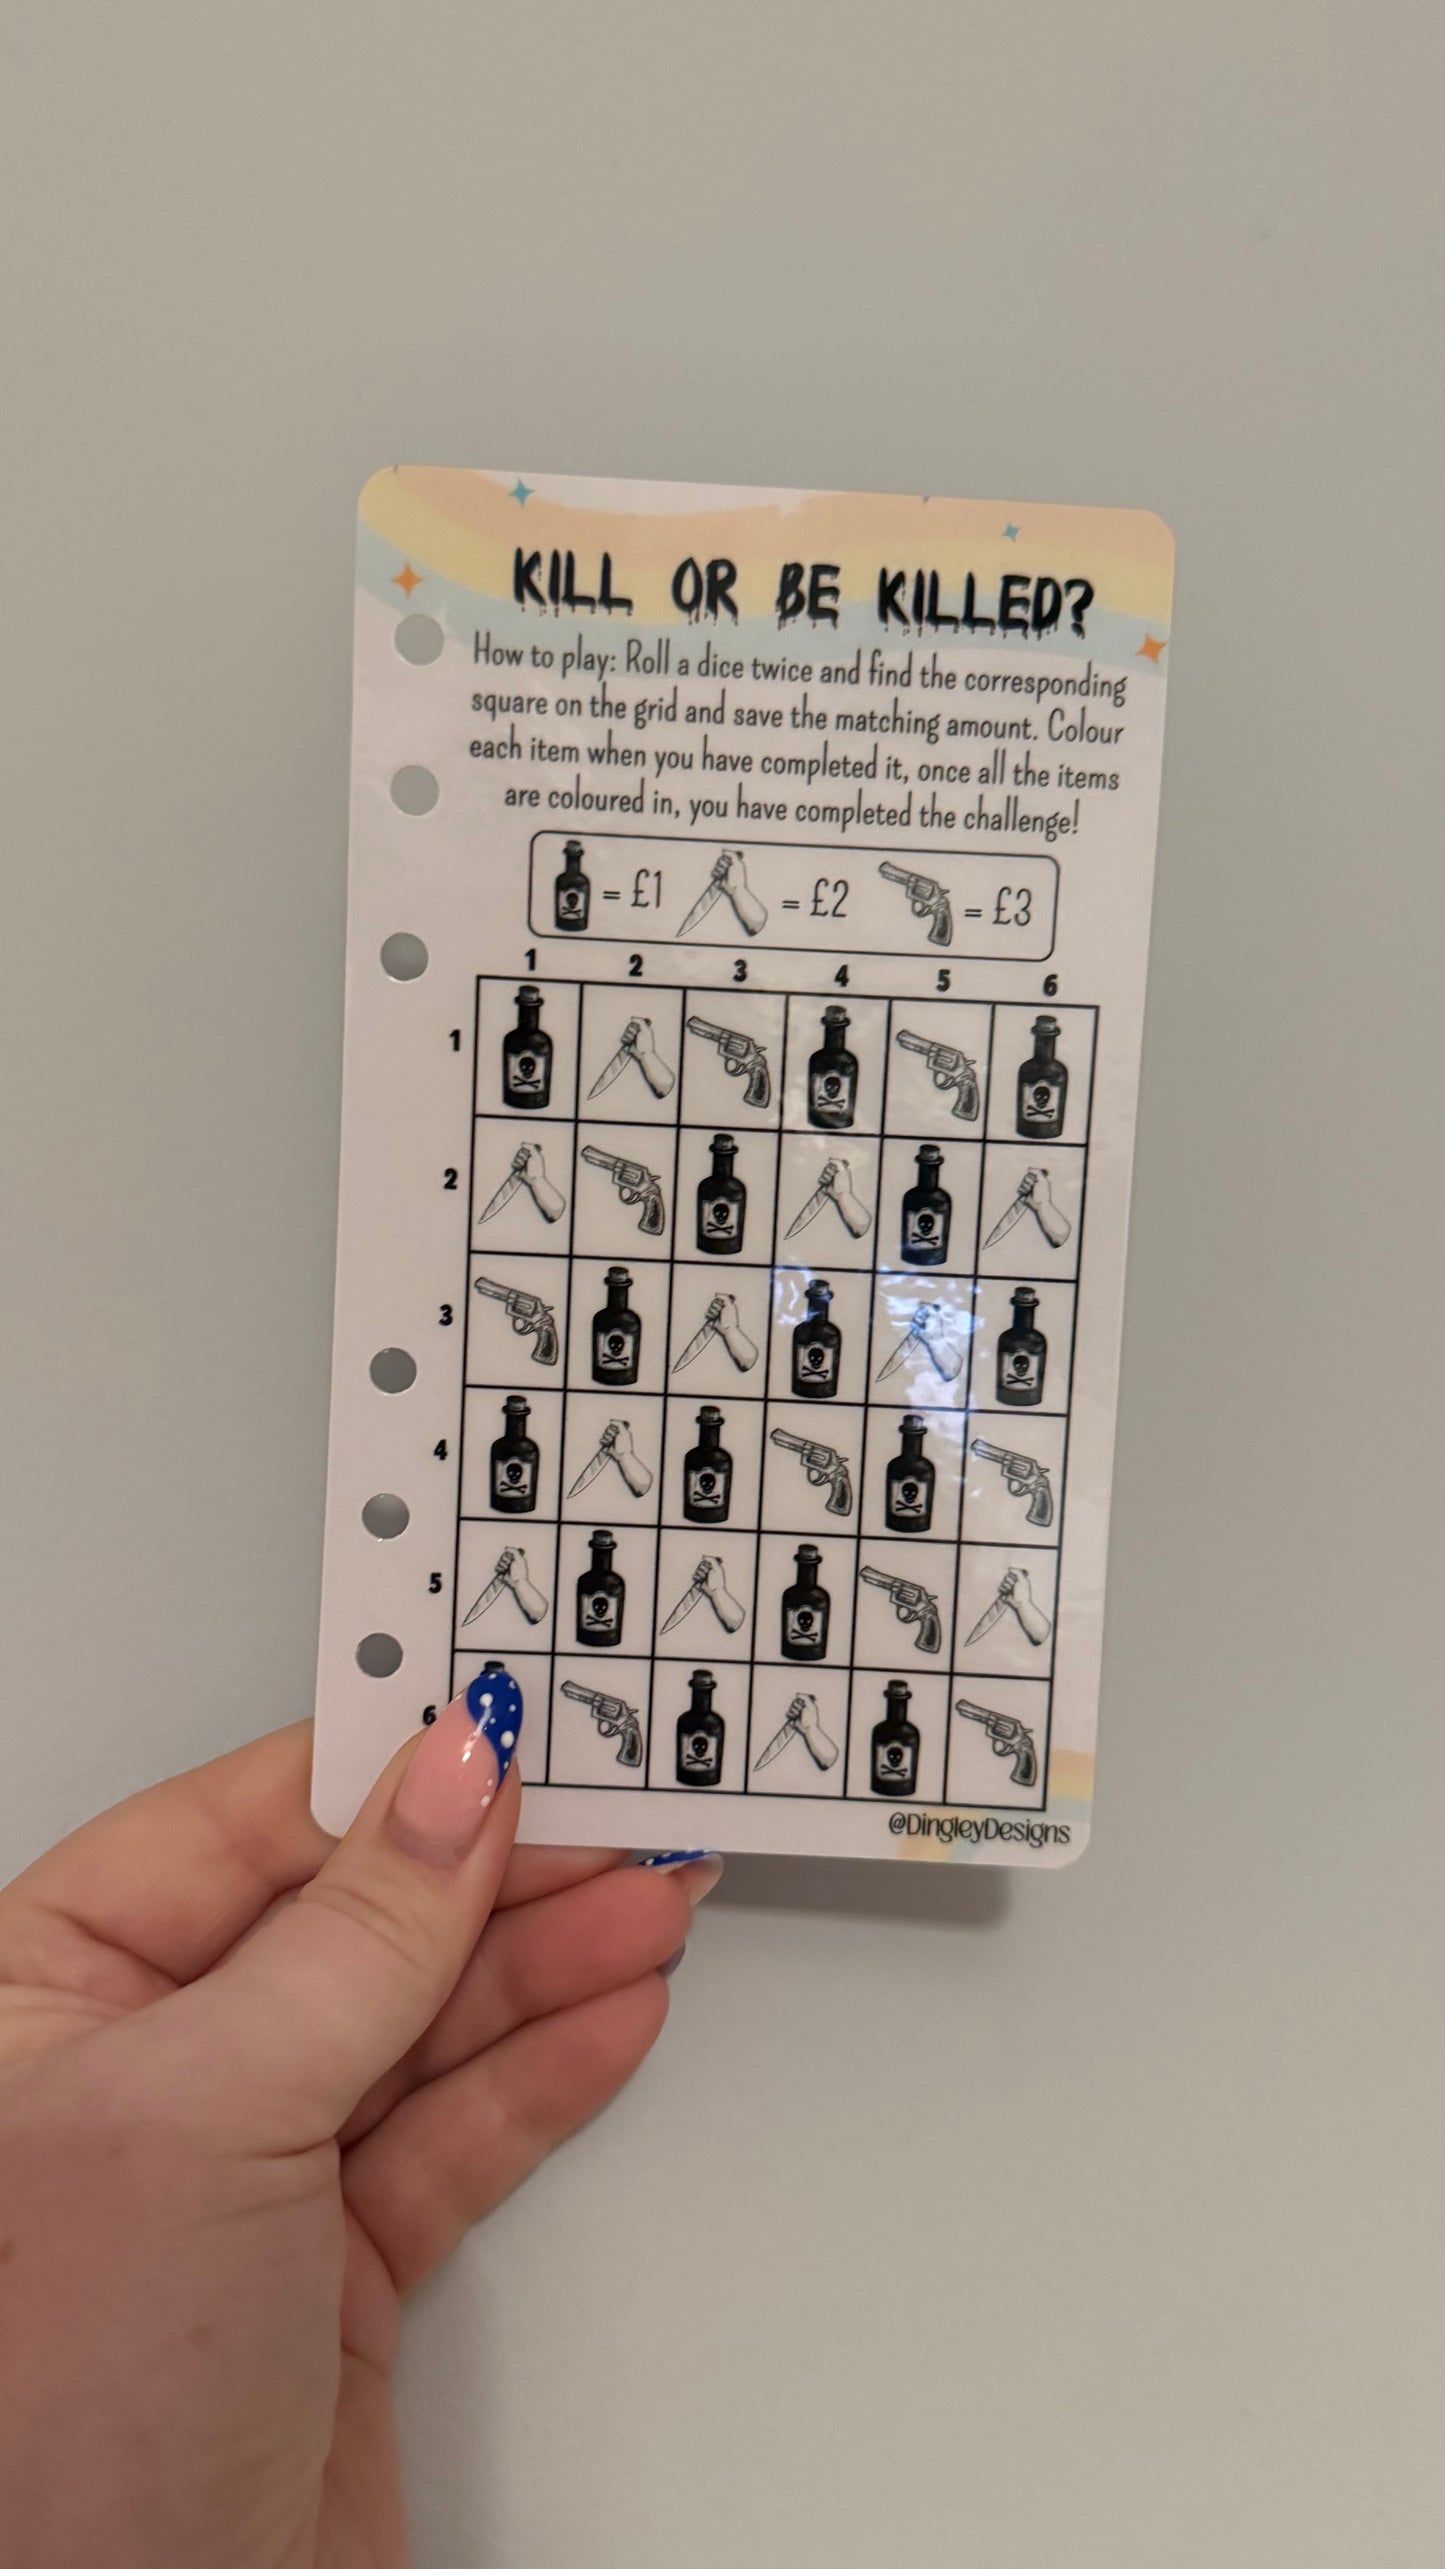 KILL OR BE KILLED?
How to play: Roll a dice twice and find the corresponding
square on the grid and save the matching amount. Colour
each item when you have completed it, once all the items
are coloured in, you have completed the challenge!
= £1 = £2 = £3
1 2 3 4 5 6
1
2
3
4
5
6
@DingleyDesigns